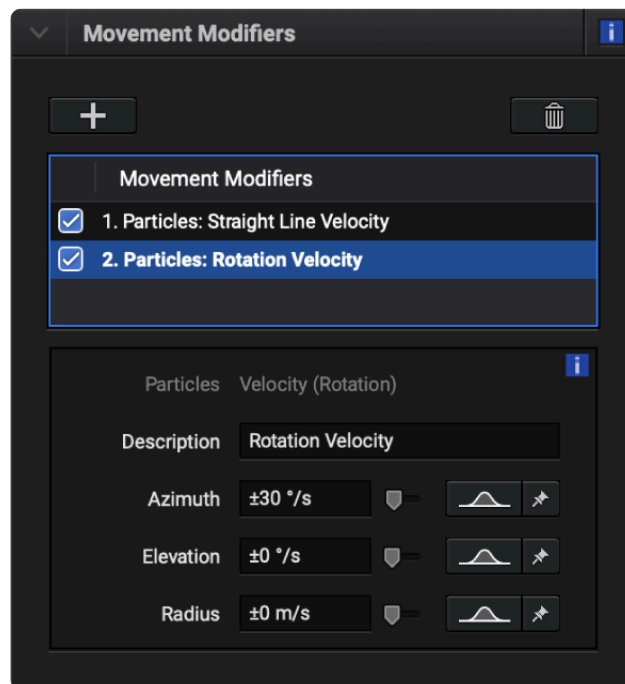 Movement Modifiers
i
Movement Modifiers
1. Particles: Straight Line Velocity
2. Particles: Rotation Velocity
i
Particles Velocity (Rotation)
Description Rotation Velocity
Azimuth ±30 °/s
Elevation ±0 °/s
Radius ±0 m/s